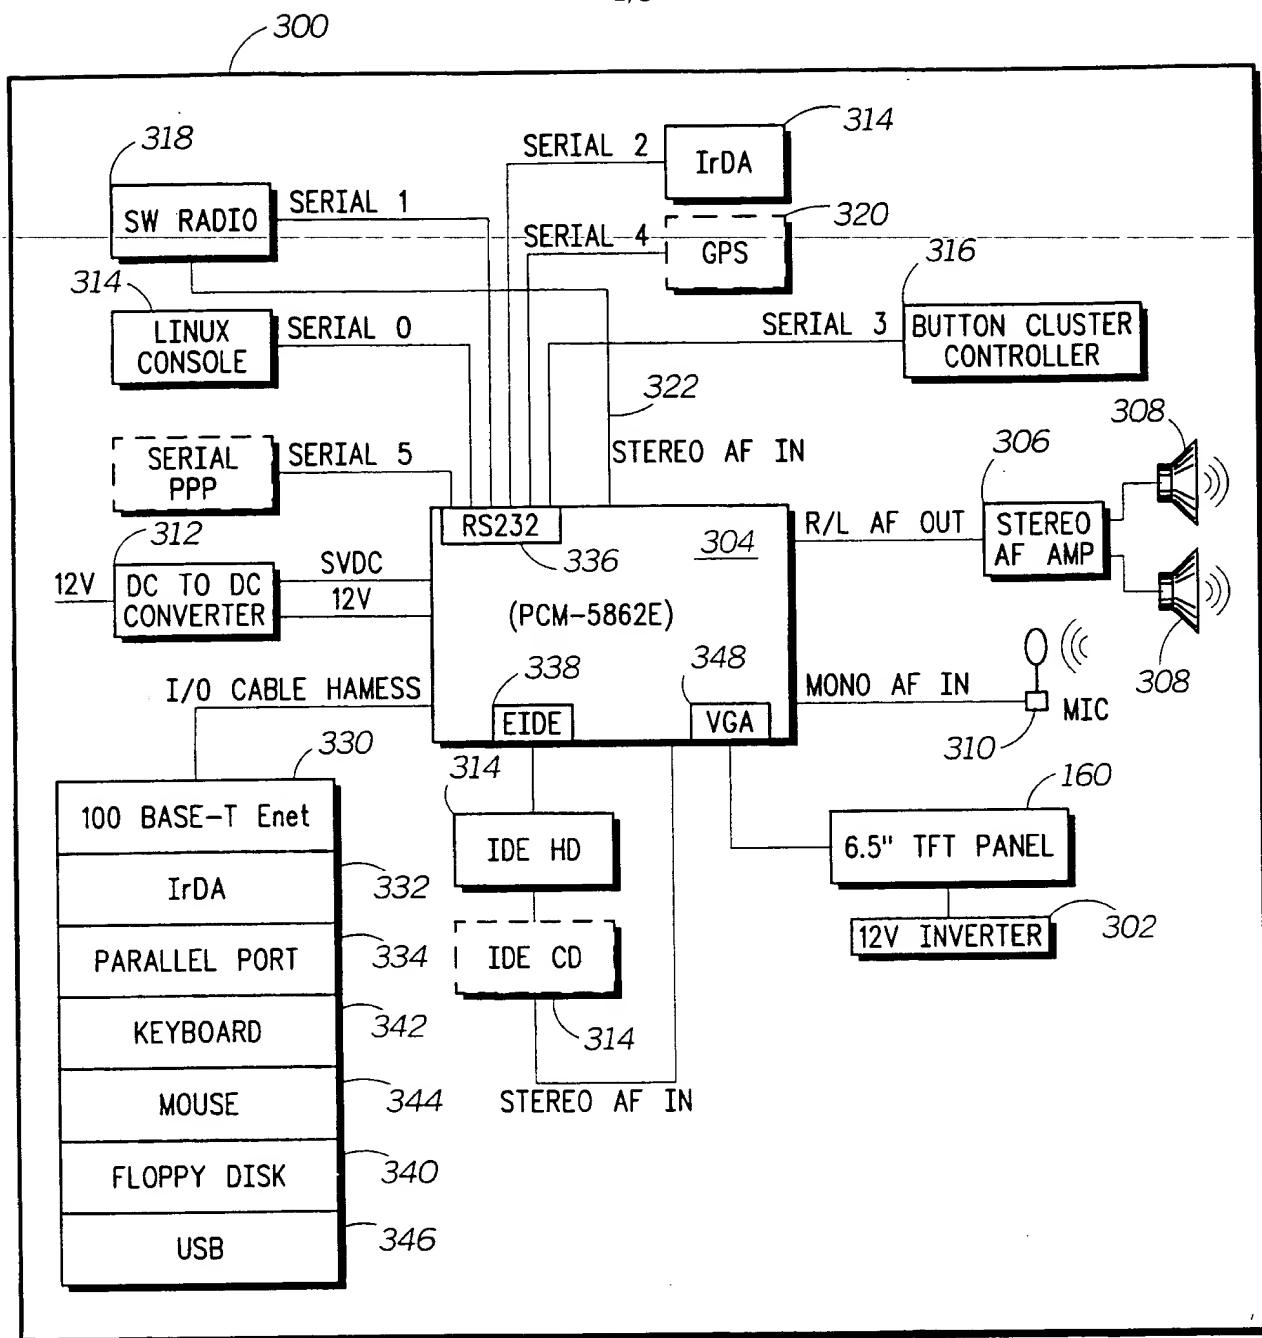 300
318
SW RADIO
SERIAL 1
SERIAL 2
IrDA
314
SERIAL 4
GPS
320
314
LINUX
CONSOLE
SERIAL 0
SERIAL 3
BUTTON CLUSTER
CONTROLLER
316
322
STEREO AF IN
SERIAL
PPP
SERIAL 5
RS232
336
304
(PCM-5862E)
R/L AF OUT
306
STEREO
AF AMP
308
308
312
12V
DC TO DC
CONVERTER
SVDC
12V
I/O CABLE HAMESS
338
EIDE
348
VGA
MONO AF IN
310
MIC
330
100 BASE-T Enet
IrDA
332
PARALLEL PORT
334
KEYBOARD
342
MOUSE
344
FLOPPY DISK
340
USB
346
314
IDE HD
IDE CD
314
STEREO AF IN
160
6.5" TFT PANEL
12V INVERTER
302